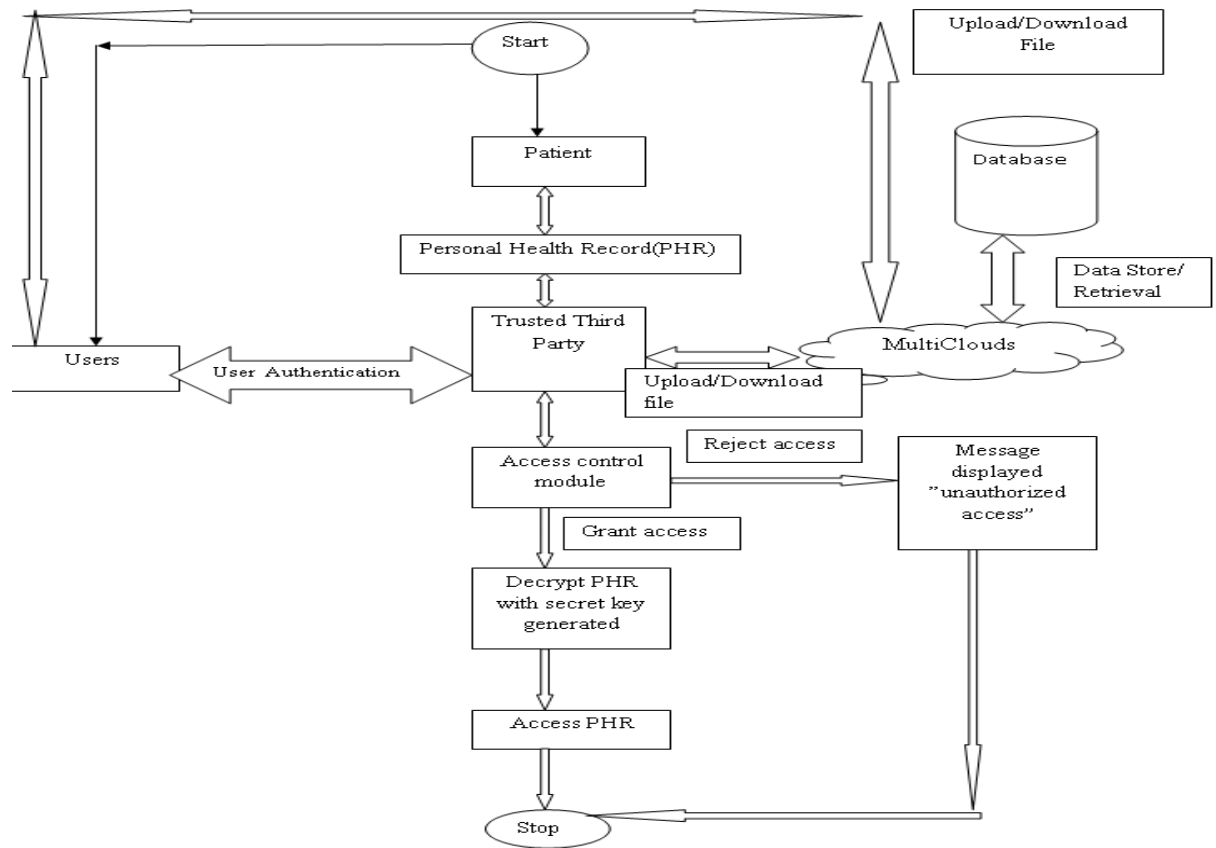 Upload/Download
File
Start
Database
Patient
Personal Health Record(PHR)
Data Store/
Retrieval
Trusted Third
Party
MultiClouds
Users
User Authentication
Upload/Download
file
Reject access
Access control
module
Message
displayed
”unauthorized
access”
Grant access
Decrypt PHR
with secret key
generated
Access PHR
Stop